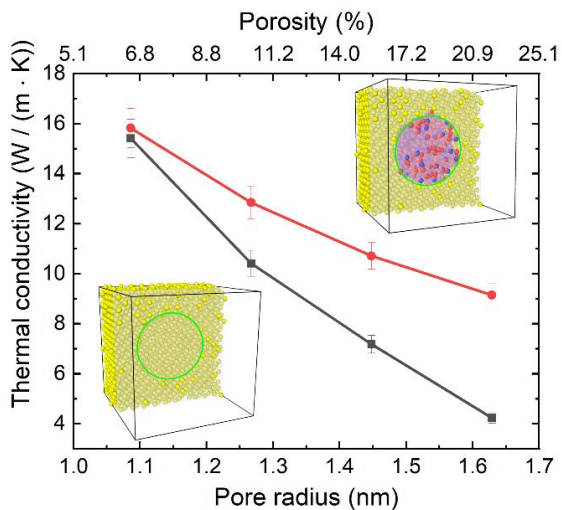 Porosity (%)
5.1 6.8 8.8 11.2 14.0 17.2 20.9 25.1
Thermal conductivity (W / (m · K))
18
16
14
12
10
8
6
4
1.0 1.1 1.2 1.3 1.4 1.5 1.6 1.7
Pore radius (nm)